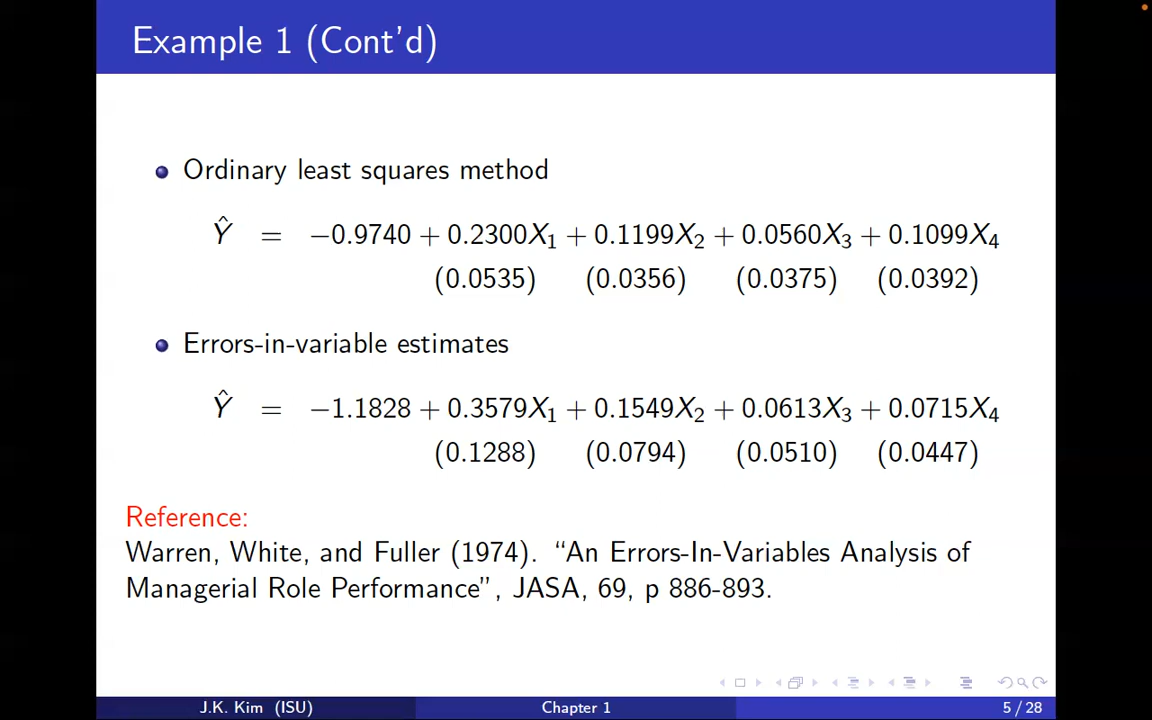 Example 1 (Cont'd)
Ordinary least squares method
Ŷ = −0.9740 + 0.2300X₁ + 0.1199X₂ + 0.0560X₃ + 0.1099X₄
(0.0535) (0.0356) (0.0375) (0.0392)
Errors-in-variable estimates
Ŷ = −1.1828 + 0.3579X₁ + 0.1549X₂ + 0.0613X₃ + 0.0715X₄
(0.1288) (0.0794) (0.0510) (0.0447)
Reference:
Warren, White, and Fuller (1974). “An Errors-In-Variables Analysis of
Managerial Role Performance”, JASA, 69, p 886-893.
J.K. Kim (ISU) Chapter 1 5 / 28